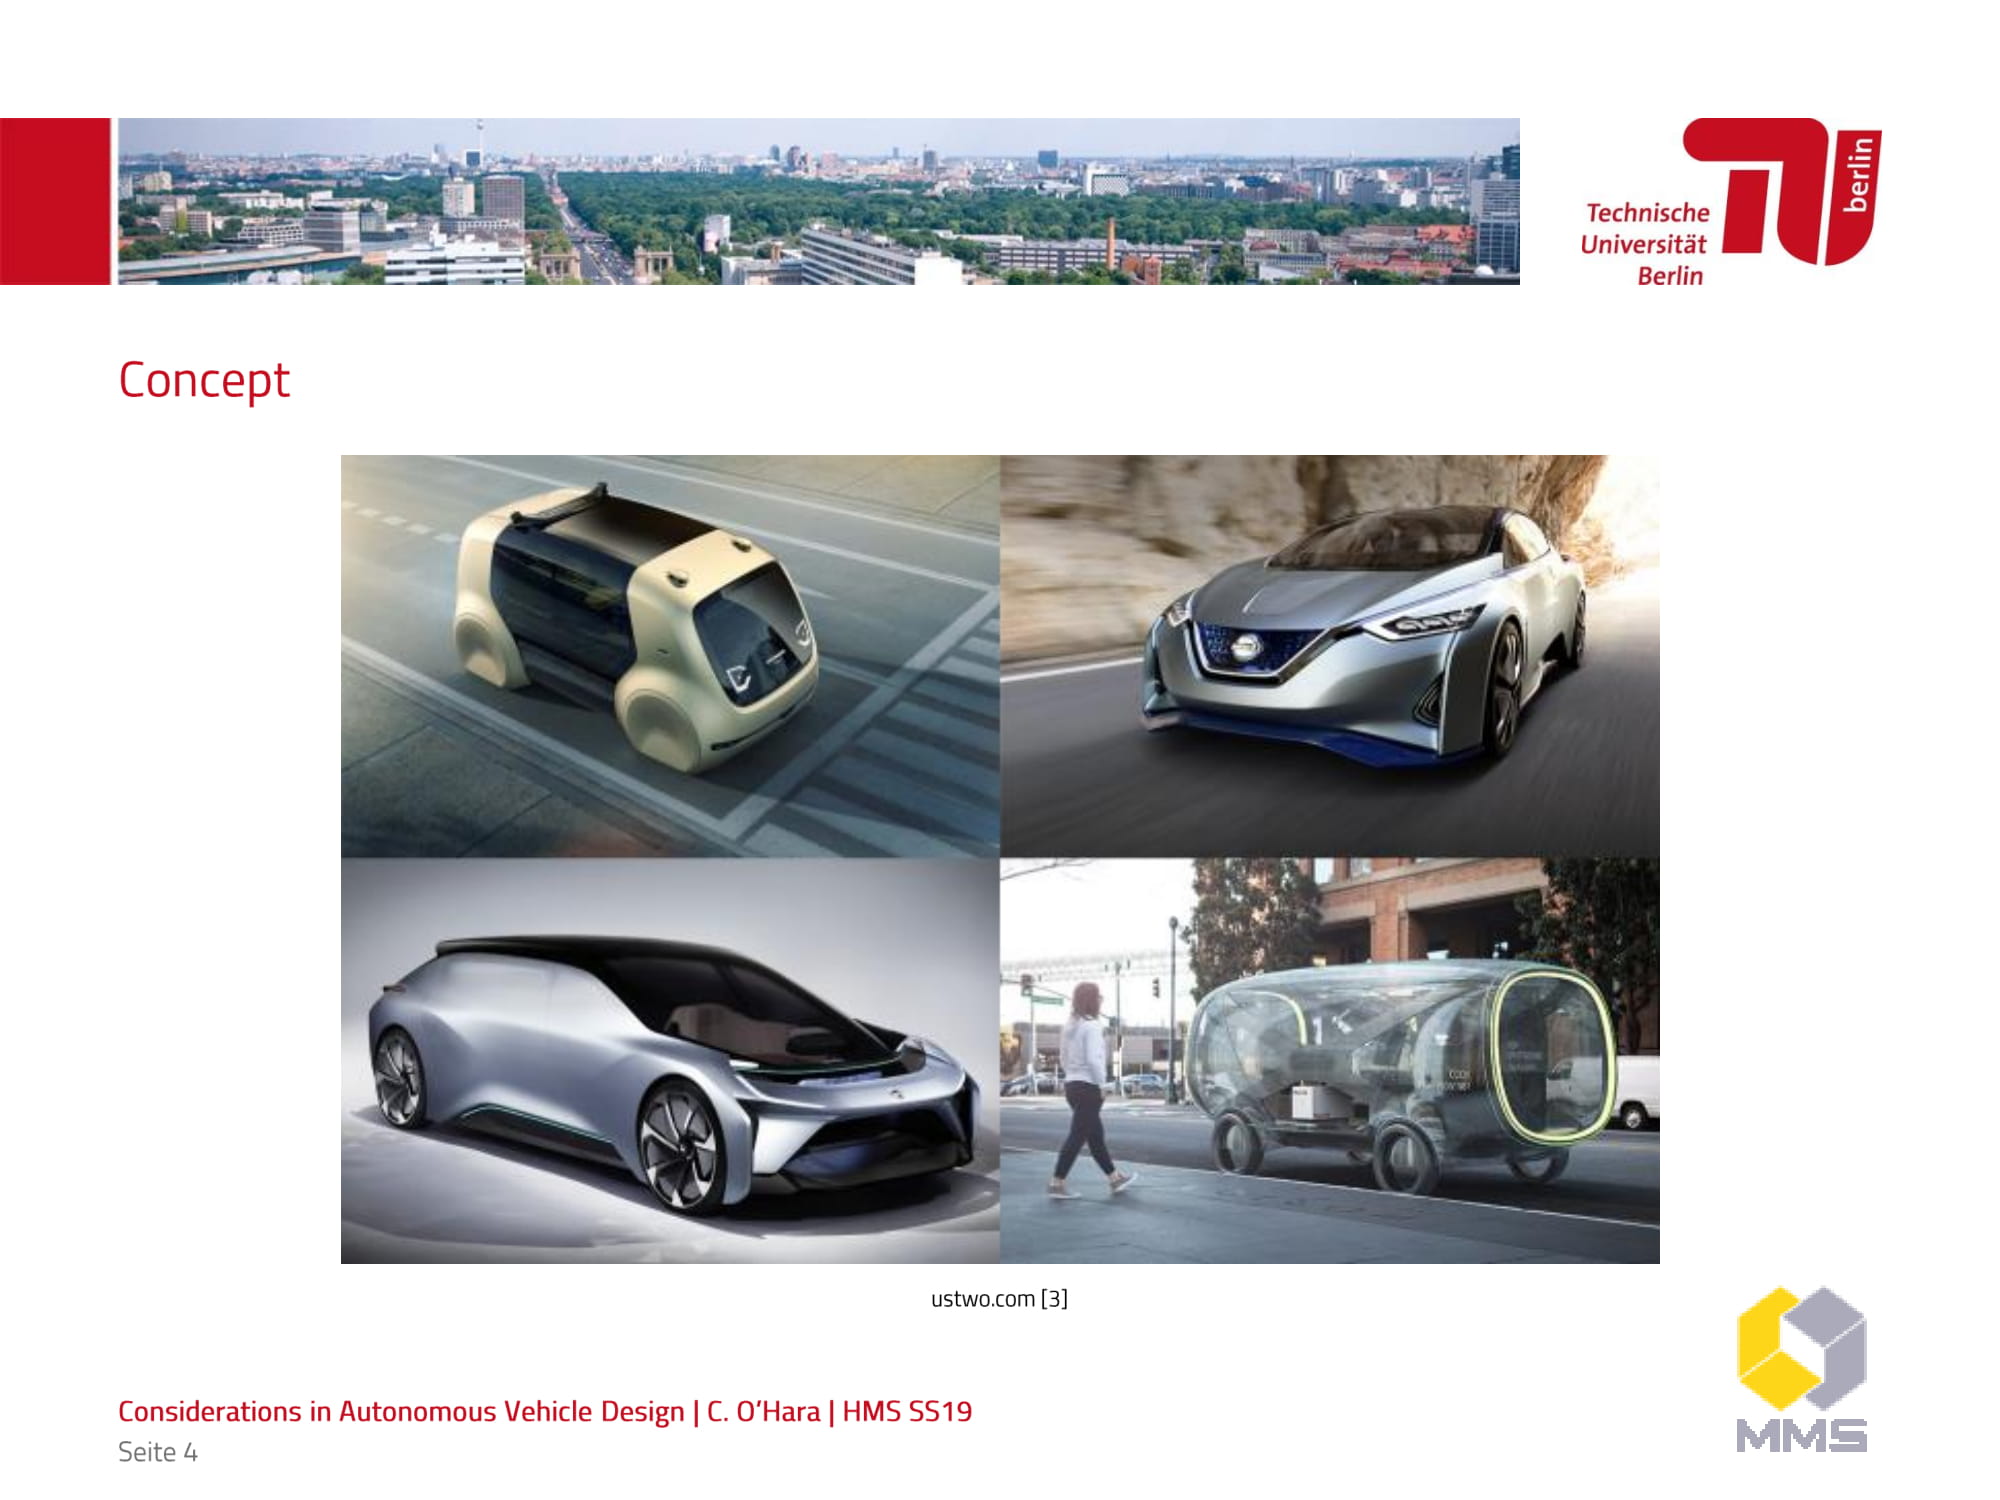 berlin
Technische
Universität
Berlin
Concept
ustwo.com [3]
Considerations in Autonomous Vehicle Design | C. O'Hara | HMS SS19
Seite 4
MMS